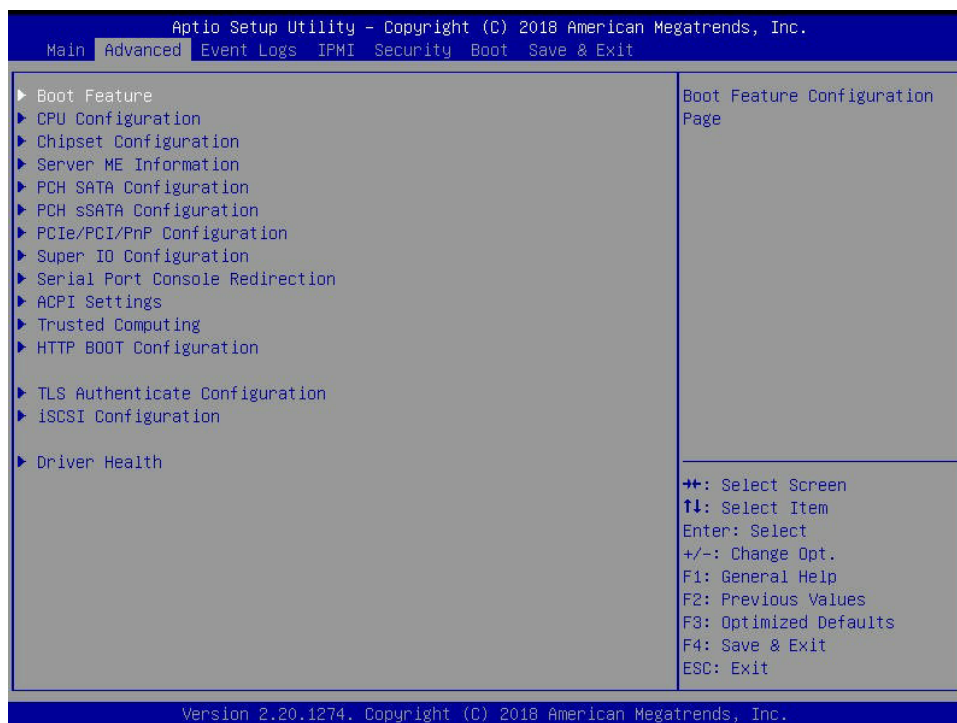 Aptio Setup Utility – Copyright (C) 2018 American Megatrends, Inc.
Main Advanced Event Logs IPMI Security Boot Save & Exit
Boot Feature
CPU Configuration
Chipset Configuration
Server ME Information
PCH SATA Configuration
PCH sSATA Configuration
PCIe/PCI/PnP Configuration
Super IO Configuration
Serial Port Console Redirection
ACPI Settings
Trusted Computing
HTTP BOOT Configuration
TLS Authenticate Configuration
iSCSI Configuration
Driver Health
Boot Feature Configuration
Page
→←: Select Screen
↑↓: Select Item
Enter: Select
+/-: Change Opt.
F1: General Help
F2: Previous Values
F3: Optimized Defaults
F4: Save & Exit
ESC: Exit
Version 2.20.1274. Copyright (C) 2018 American Megatrends, Inc.